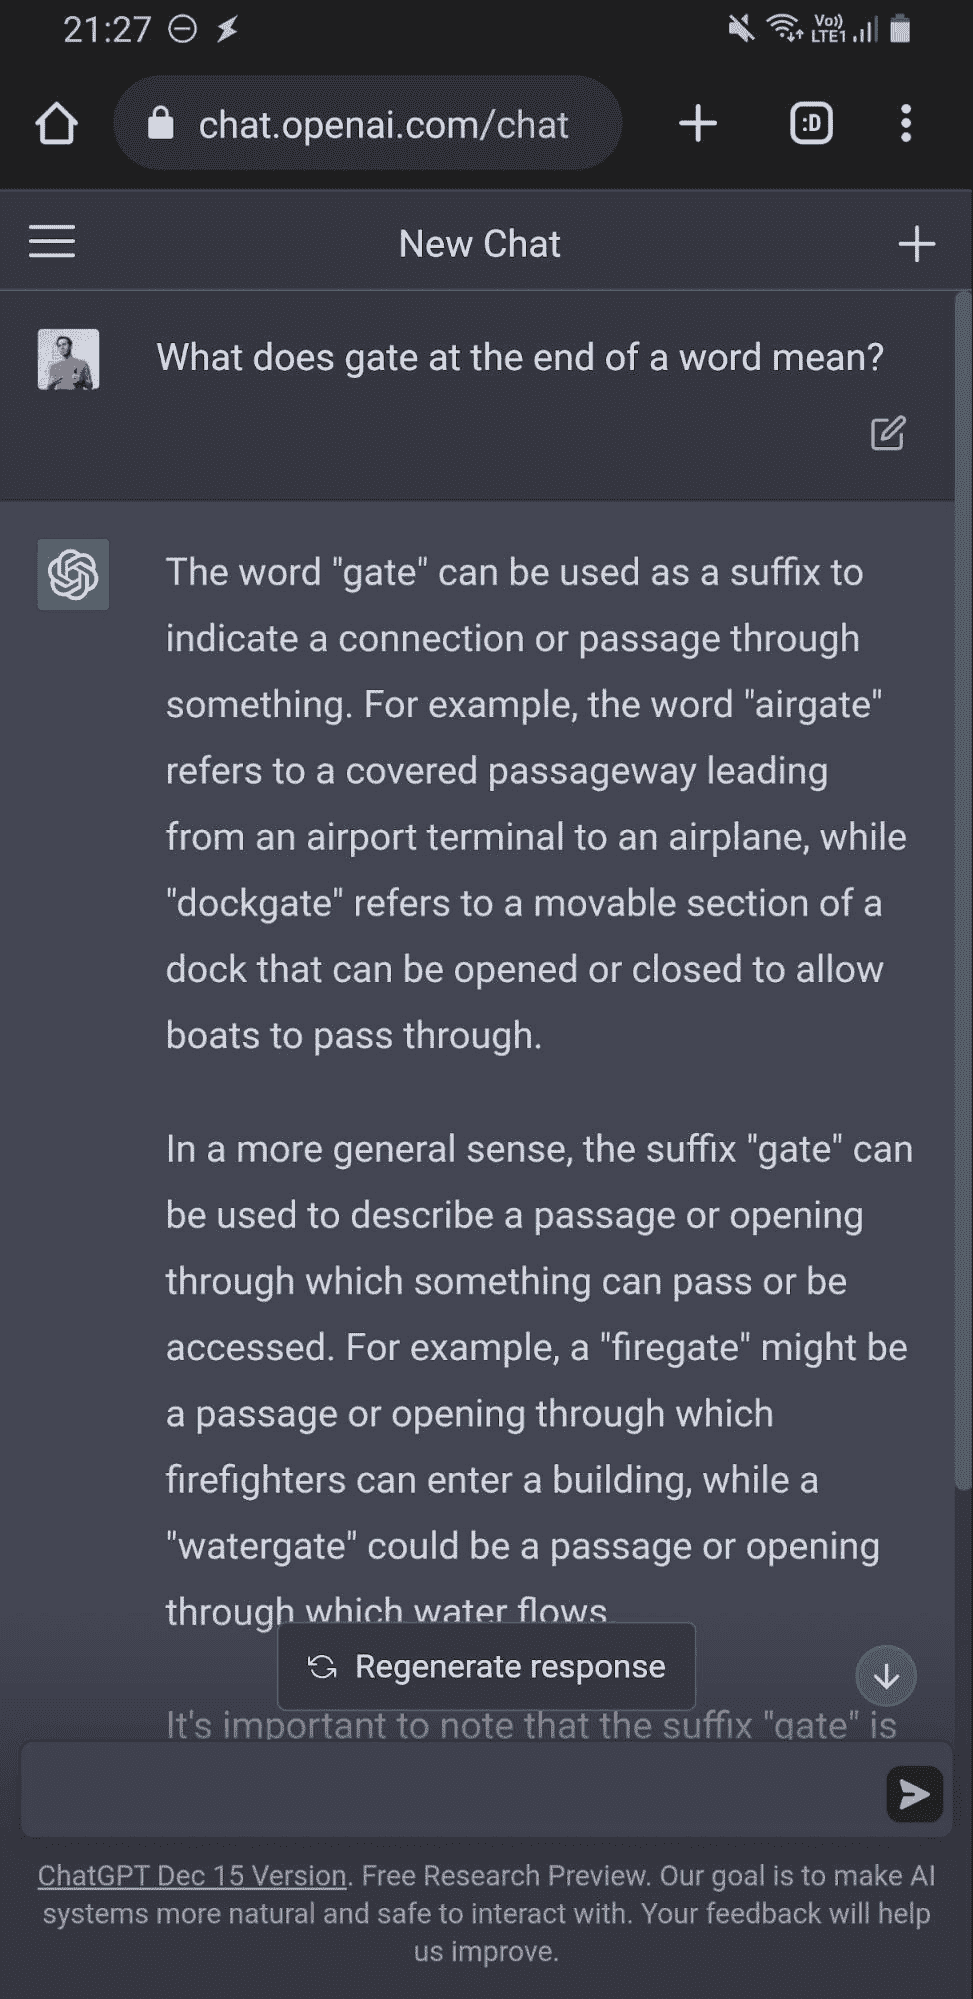 21:27
Vo))
LTE1
chat.openai.com/chat
:D
New Chat
What does gate at the end of a word mean?
The word "gate" can be used as a suffix to
indicate a connection or passage through
something. For example, the word "airgate"
refers to a covered passageway leading
from an airport terminal to an airplane, while
"dockgate" refers to a movable section of a
dock that can be opened or closed to allow
boats to pass through.
In a more general sense, the suffix "gate" can
be used to describe a passage or opening
through which something can pass or be
accessed. For example, a "firegate" might be
a passage or opening through which
firefighters can enter a building, while a
"watergate" could be a passage or opening
through which water flows
Regenerate response
It's important to note that the suffix "gate" is
ChatGPT Dec 15 Version. Free Research Preview. Our goal is to make AI
systems more natural and safe to interact with. Your feedback will help
us improve.